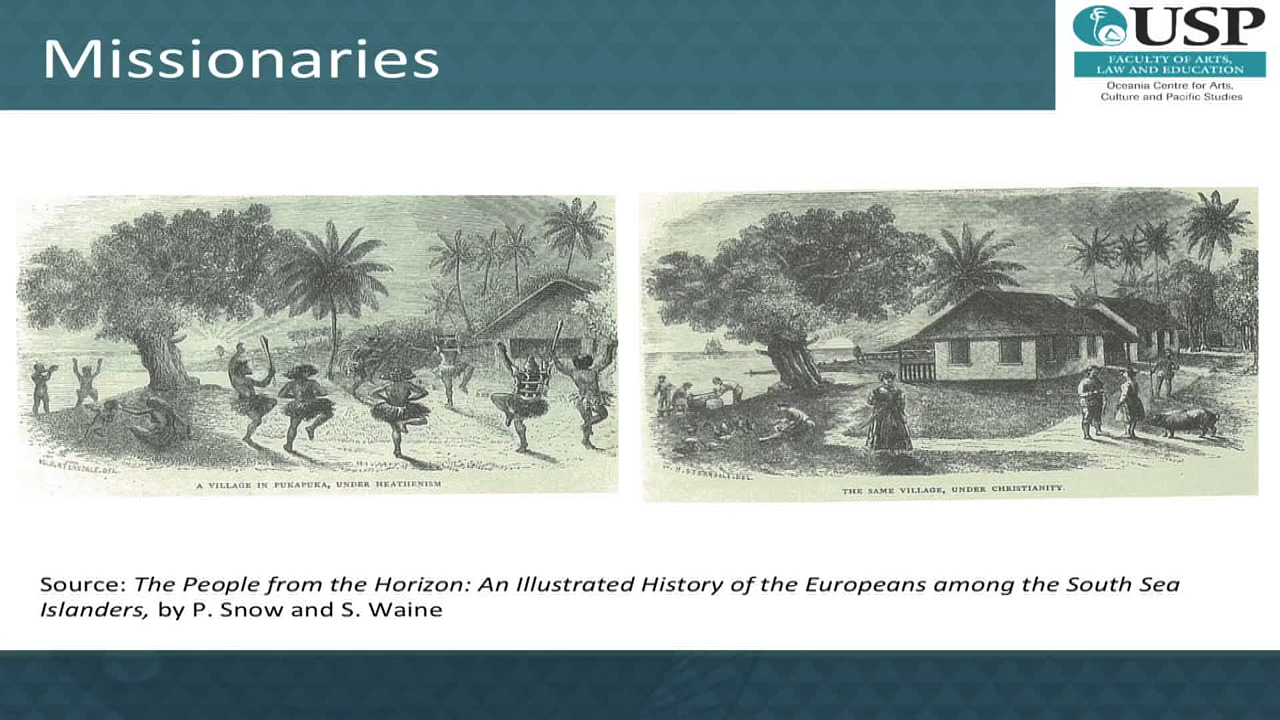 Missionaries
USP
FACULTY OF ARTS,
LAW AND EDUCATION
Oceania Centre for Arts,
Culture and Pacific Studies
A VILLAGE IN PUKAPUKA, UNDER HEATHENISM
THE SAME VILLAGE, UNDER CHRISTIANITY.
Source: The People from the Horizon: An Illustrated History of the Europeans among the South Sea
Islanders, by P. Snow and S. Waine